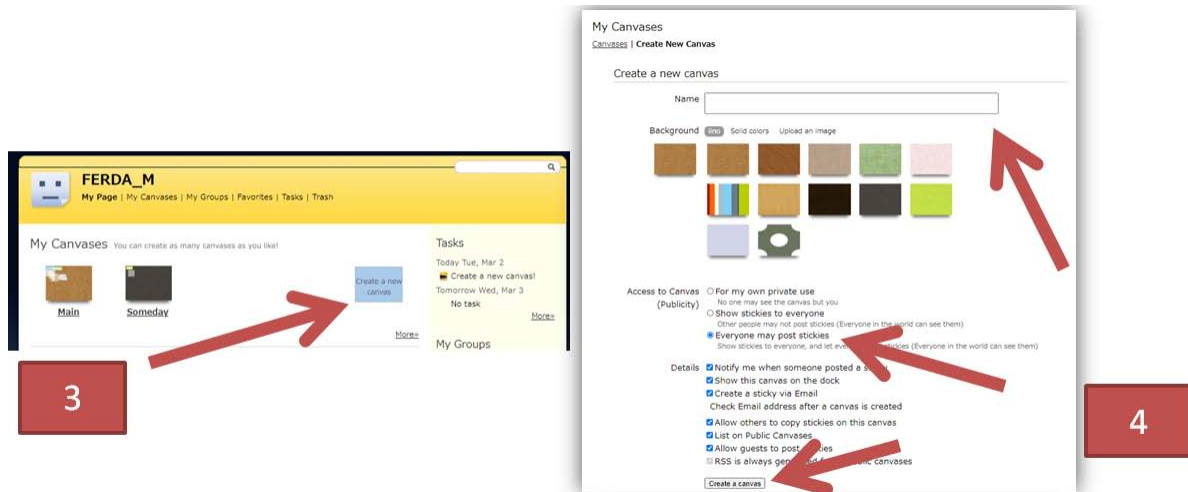 FERDA_M
My Page | My Canvases | My Groups | Favorites | Tasks | Trash
My Canvases You can create as many canvases as you like!
Main
Someday
Create a new
canvas
More»
Tasks
Today Tue, Mar 2
Create a new canvas!
Tomorrow Wed, Mar 3
No task
More»
My Groups
3
My Canvases
Canvases | Create New Canvas
Create a new canvas
Name
Background lino Solid colors Upload an image
Access to Canvas
(Publicity)
For my own private use
No one may see the canvas but you
Show stickies to everyone
Other people may not post stickies (Everyone in the world can see them)
Everyone may post stickies
Show stickies to everyone, and let stickies (Everyone in the world can see them)
Details
Notify me when someone posted a
Show this canvas on the dock
Create a sticky via Email
Check Email address after a canvas is created
Allow others to copy stickies on this canvas
List on Public Canvases
Allow guests to post
RSS is always canvases
Create a canvas
4